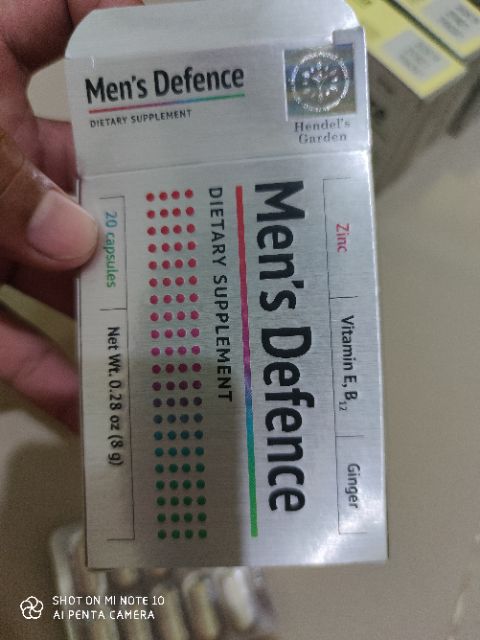 Men's Defence
DIETARY SUPPLEMENT
Hendel's
Garden
Zinc
Vitamin E, B12
Ginger
Men's Defence
DIETARY SUPPLEMENT
20 capsules
Net Wt. 0.28 oz (8 g)
SHOT ON MI NOTE 10
AI PENTA CAMERA